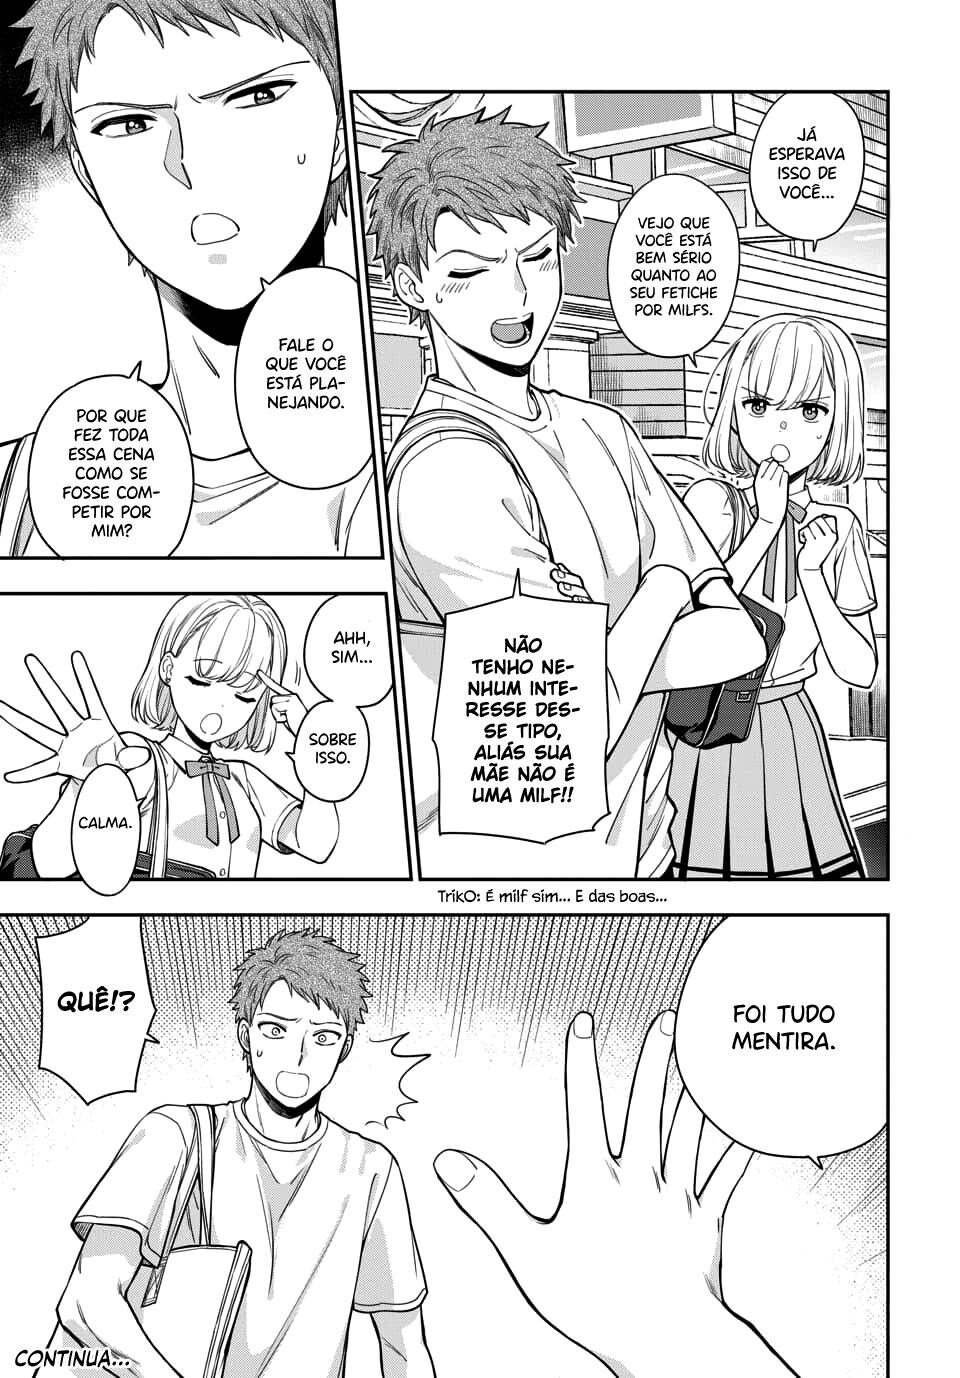 JÁ
ESPERAVA
ISSO DE
VOCÊ...
VEJO QUE
VOCÊ ESTÁ
BEM SÉRIO
QUANTO AO
SEU FETICHE
POR MILFS.
NÃO
TENHO NE-
NHUM INTE-
RESSE DES-
SE TIPO,
ALIÁS SUA
MÃE NÃO É
UMA MILF!!
TrikO: É milf sim... E das boas...
FALE O
QUE VOCÊ
ESTÁ PLA-
NEJANDO.
POR QUE
FEZ TODA
ESSA CENA
COMO SE
FOSSE COM-
PETIR POR
MIM?
AHH,
SIM...
SOBRE
ISSO.
CALMA.
FOI TUDO
MENTIRA.
QUÊ!?
CONTINUA...